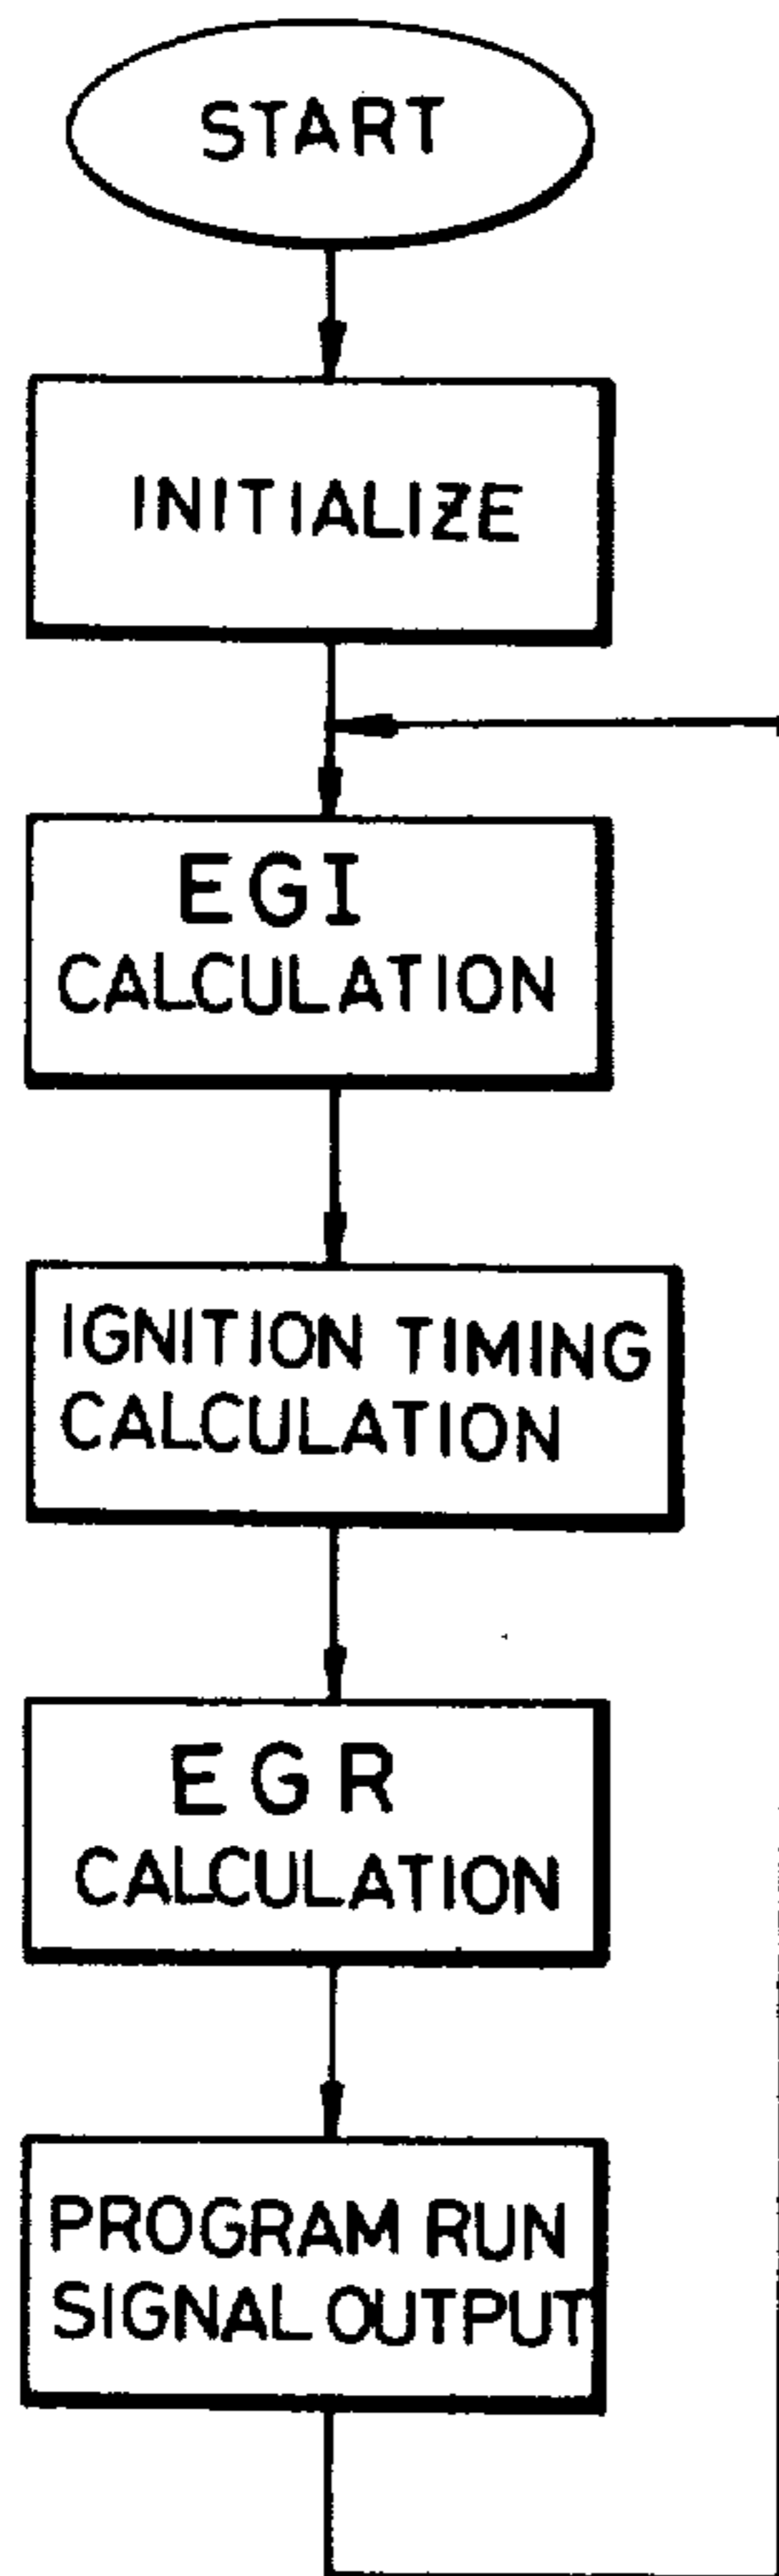 START
INITIALIZE
EGI
CALCULATION
IGNITION TIMING
CALCULATION
EGR
CALCULATION
PROGRAM RUN
SIGNAL OUTPUT